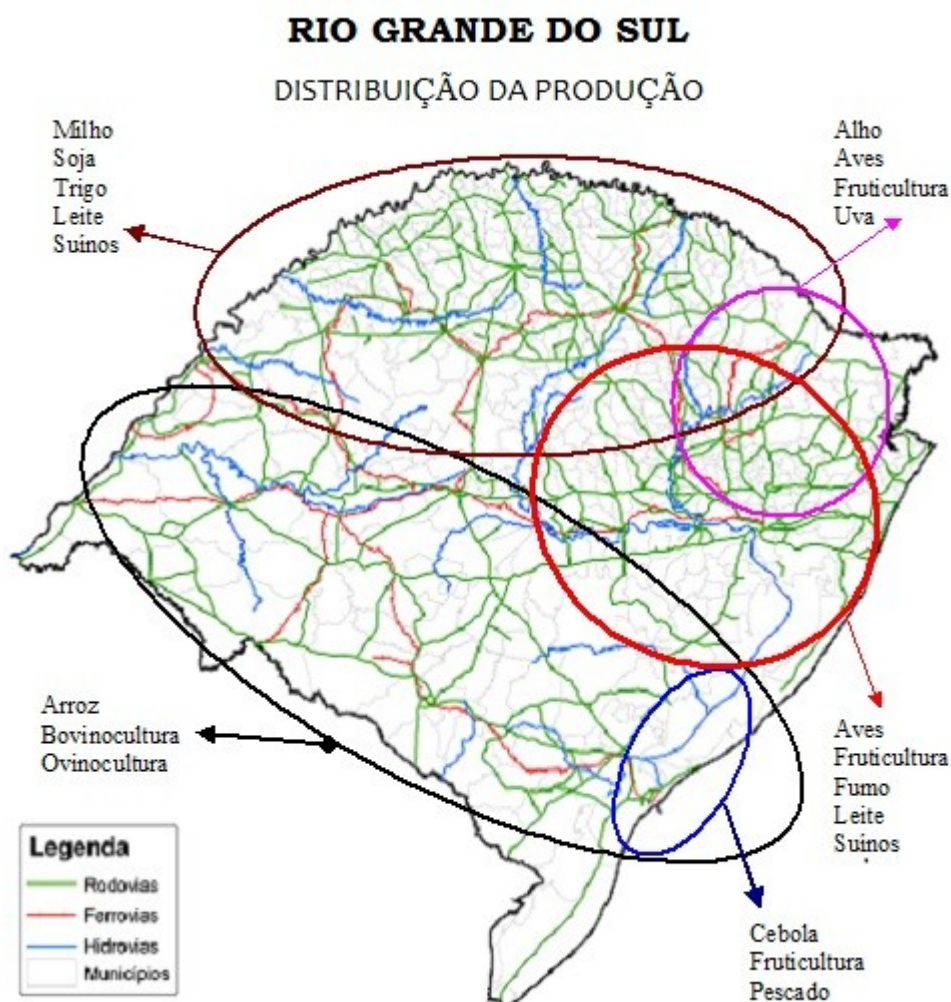 RIO GRANDE DO SUL
DISTRIBUIÇÃO DA PRODUÇÃO
Milho
Soja
Trigo
Leite
Suínos
Alho
Aves
Fruticultura
Uva
Arroz
Bovinocultura
Ovinocultura
Aves
Fruticultura
Fumo
Leite
Suínos
Cebola
Fruticultura
Pescado
Legenda
Rodovias
Ferrovias
Hidrovias
Municípios